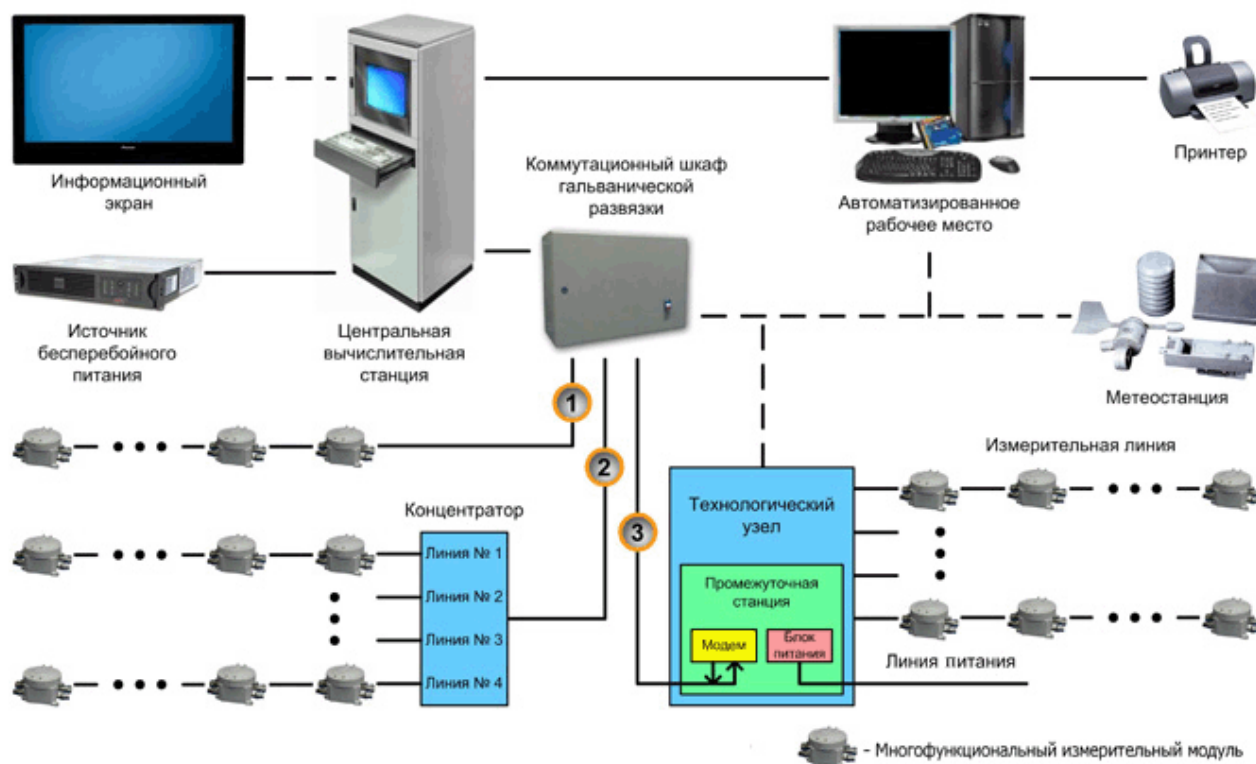 Информационный
экран
Коммутационный шкаф
гальванической
развязки
Автоматизированное
рабочее место
Принтер
Источник
бесперебойного
питания
Центральная
вычислительная
станция
Метеостанция
1
2
3
Концентратор
Линия № 1
Линия № 2
Линия № 3
Линия № 4
Технологический
узел
Промежуточная
станция
Модем
Блок
питания
Измерительная линия
Линия питания
- Многофункциональный измерительный модуль